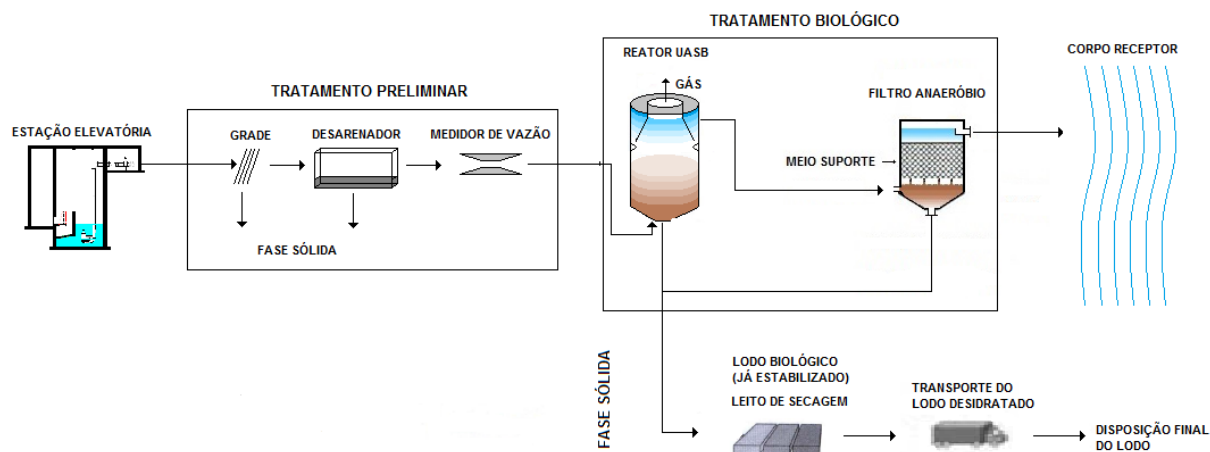 TRATAMENTO BIOLÓGICO
REATOR UASB
GÁS
CORPO RECEPTOR
TRATAMENTO PRELIMINAR
FILTRO ANAERÓBIO
ESTAÇÃO ELEVATÓRIA
GRADE
DESARENADOR
MEDIDOR DE VAZÃO
MEIO SUPORTE
FASE SÓLIDA
FASE SÓLIDA
LODO BIOLÓGICO
(JÁ ESTABILIZADO)
LEITO DE SECAGEM
TRANSPORTE DO
LODO DESIDRATADO
DISPOSIÇÃO FINAL
DO LODO